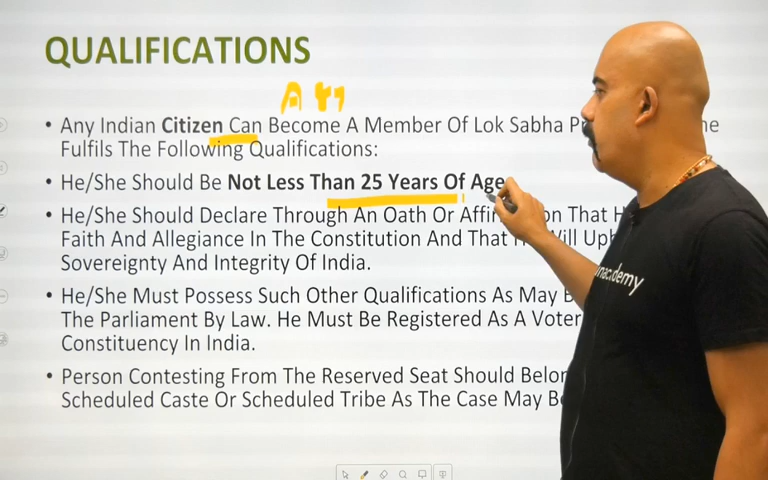 QUALIFICATIONS
• Any Indian Citizen Can Become A Member Of Lok Sabha
Fulfils The Following Qualifications:
• He/She Should Be Not Less Than 25 Years Of Age
• He/She Should Declare Through An Oath Or That
Faith And Allegiance In The Constitution And That Will
Sovereignty And Integrity Of India.
• He/She Must Possess Such Other Qualifications As May
The Parliament By Law. He Must Be Registered As A Voter
Constituency In India.
• Person Contesting From The Reserved Seat Should
Scheduled Caste Or Scheduled Tribe As The Case May